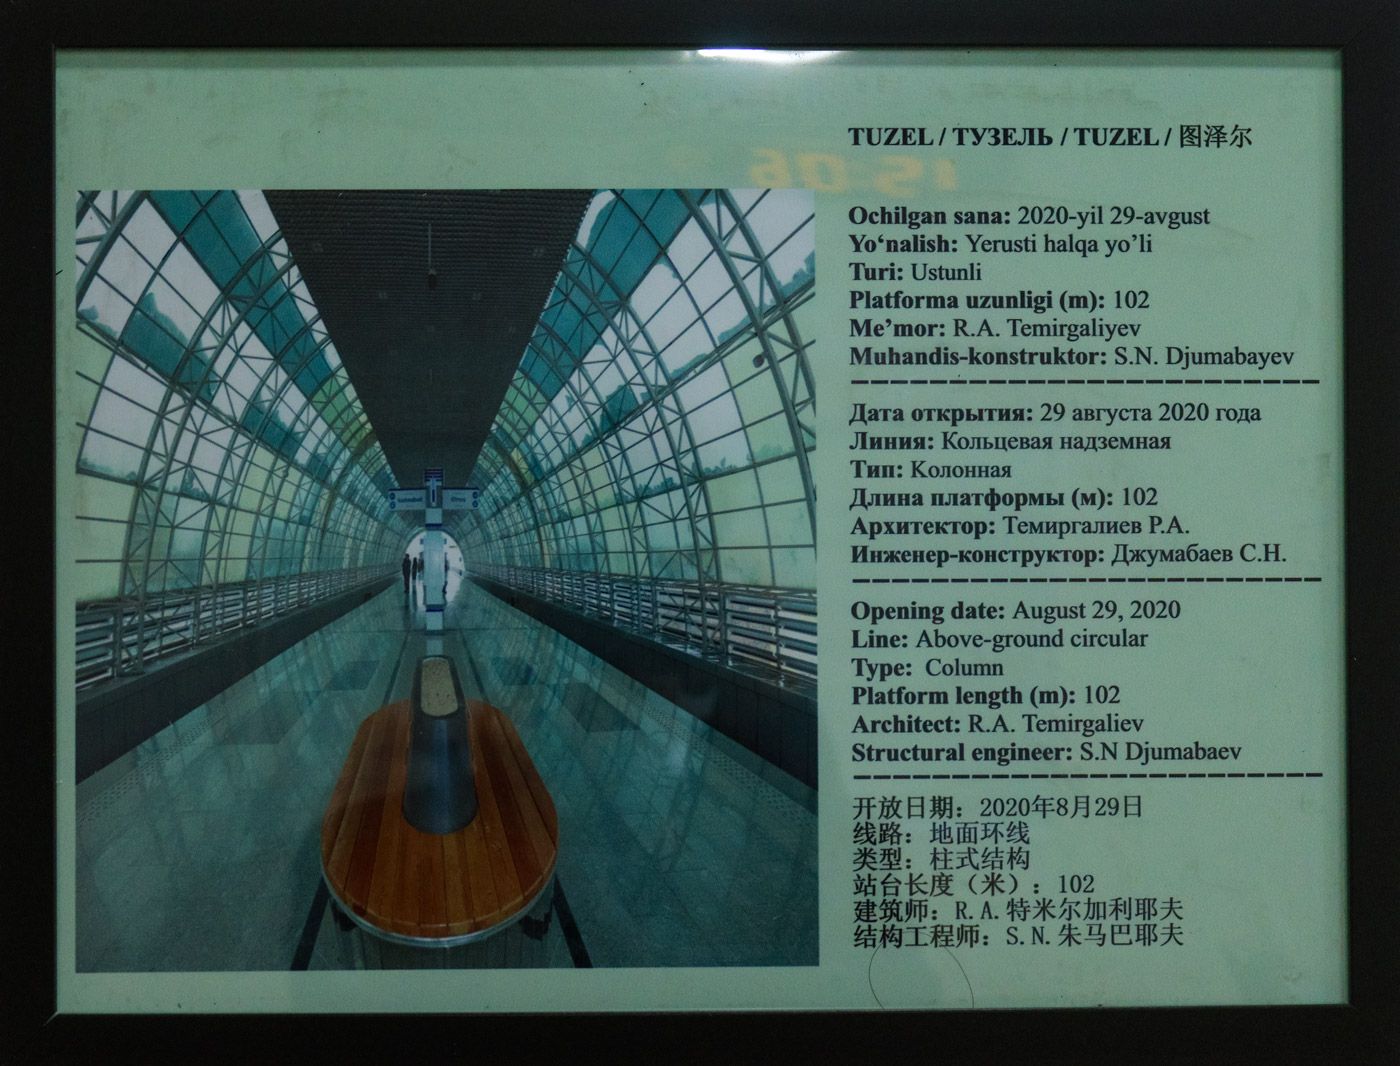 TUZEL / ТУЗЕЛЬ / TUZEL / 图泽尔
Ochilgan sana: 2020-yil 29-avgust
Yo‘nalish: Yerusti halqa yo’li
Turi: Ustunli
Platforma uzunligi (m): 102
Me’mor: R.A. Temirgaliyev
Muhandis-konstruktor: S.N. Djumabayev
Дата открытия: 29 августа 2020 года
Линия: Кольцевая надземная
Тип: Колонная
Длина платформы (м): 102
Архитектор: Темиргалиев Р.А.
Инженер-конструктор: Джумабаев С.Н.
Opening date: August 29, 2020
Line: Above-ground circular
Type: Column
Platform length (m): 102
Architect: R.A. Temirgaliev
Structural engineer: S.N Djumabaev
开放日期：2020年8月29日
线路：地面环线
类型：柱式结构
站台长度（米）：102
建筑师：R.A.特米尔加利耶夫
结构工程师：S.N.朱马巴耶夫